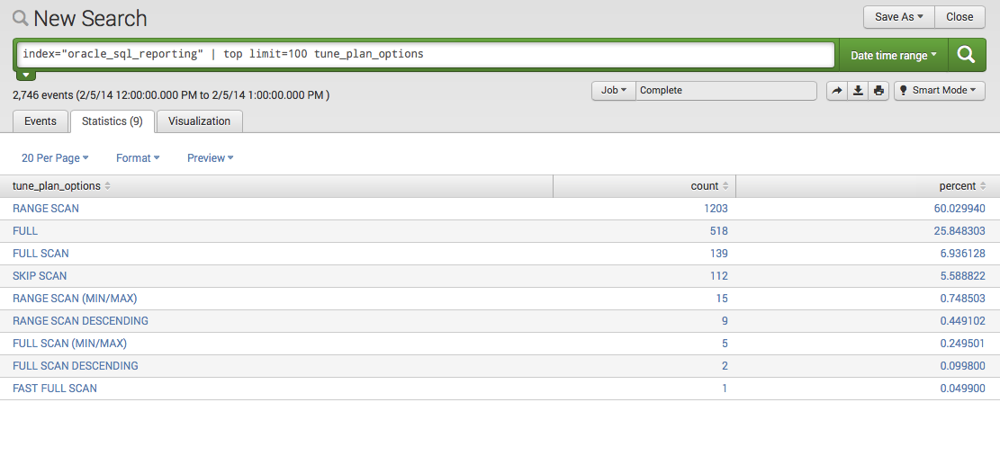 New Search
Save As Close
index="oracle_sql_reporting" | top limit=100 tune_plan_options
Date time range
2,746 events (2/5/14 12:00:00.000 PM to 2/5/14 1:00:00.000 PM )
Job Complete
Smart Mode
Events Statistics (9) Visualization
20 Per Page Format Preview
tune_plan_options count percent
RANGE SCAN 1203 60.029940
FULL 518 25.848303
FULL SCAN 139 6.936128
SKIP SCAN 112 5.588822
RANGE SCAN (MIN/MAX) 15 0.748503
RANGE SCAN DESCENDING 9 0.449102
FULL SCAN (MIN/MAX) 5 0.249501
FULL SCAN DESCENDING 2 0.099800
FAST FULL SCAN 1 0.049900